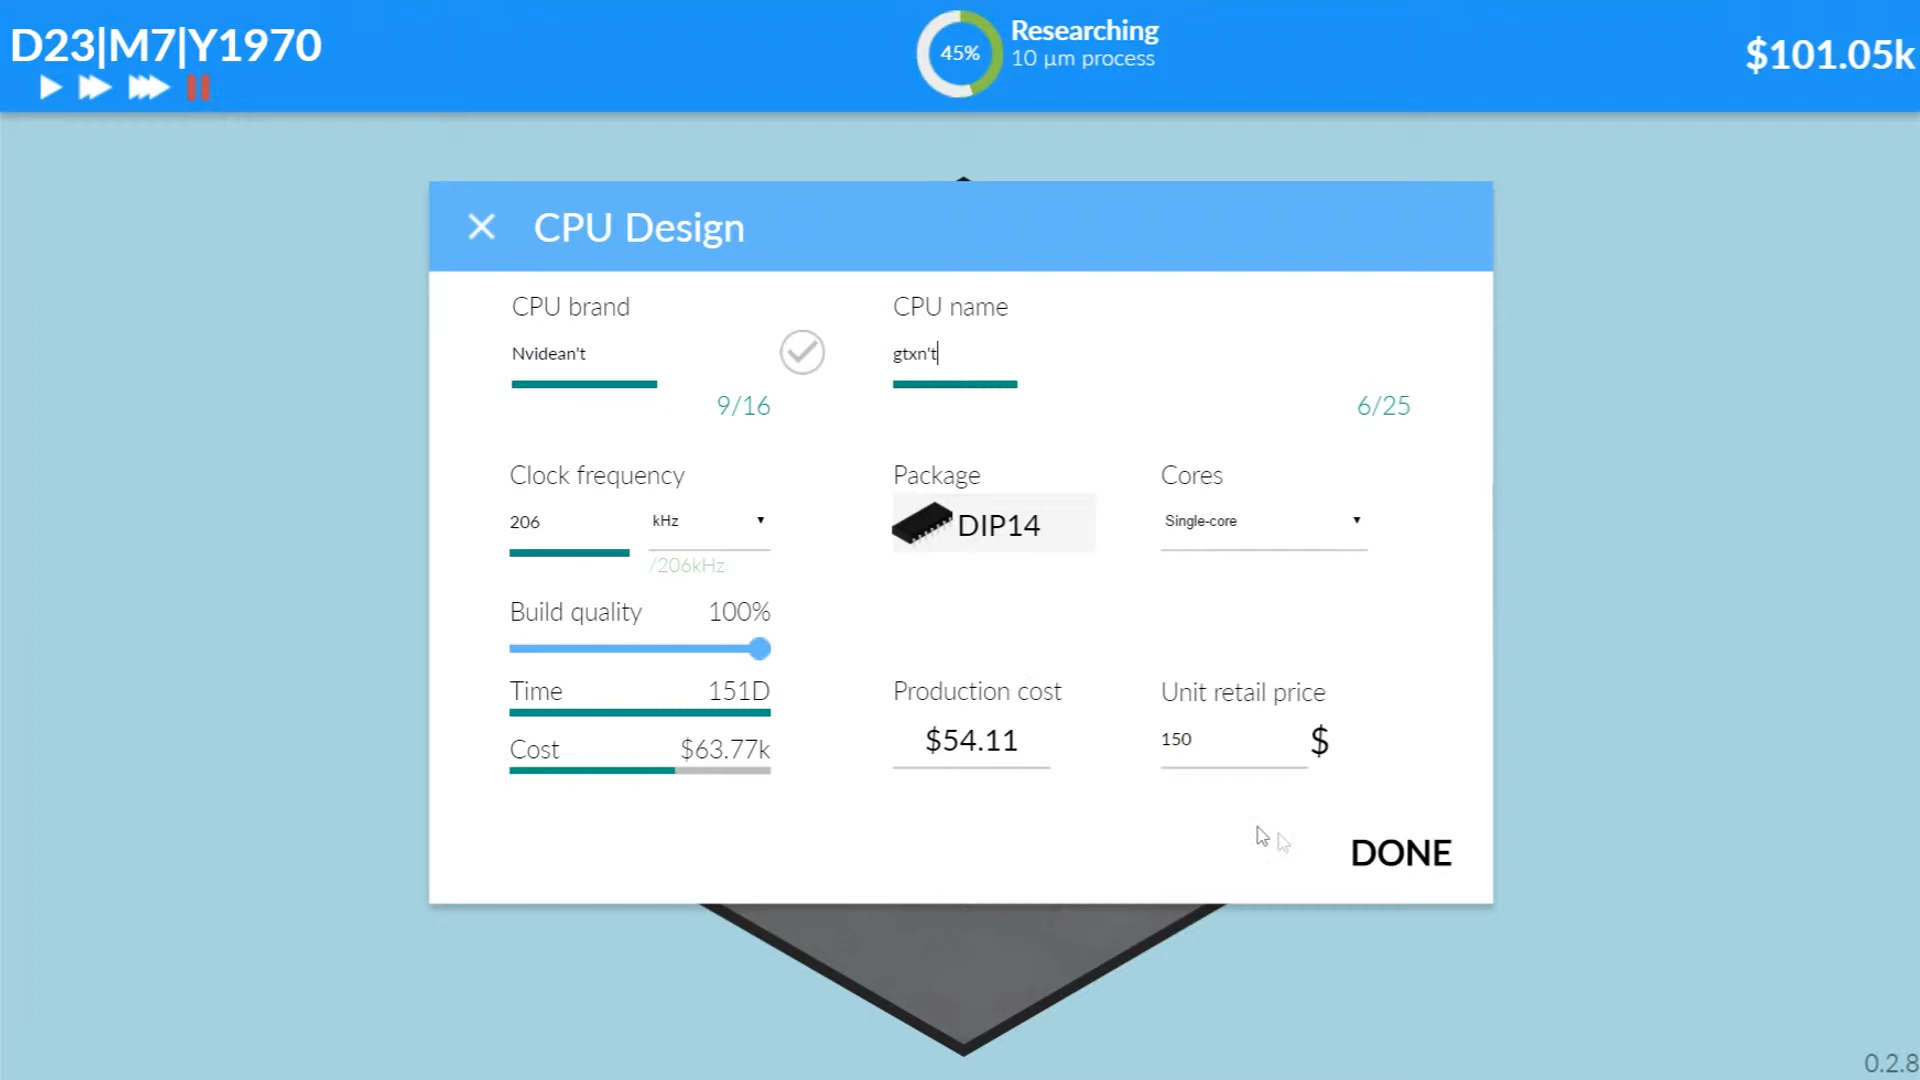 D23|M7|Y1970
45%
Researching
10 µm process
$101.05k
CPU Design
CPU brand
CPU name
Nvidean't
gtxn't
9/16
6/25
Clock frequency
Package
Cores
206
kHz
DIP14
Single-core
/206kHz
Build quality
100%
Time
151D
Production cost
Unit retail price
Cost
$63.77k
$54.11
150
$
DONE
0.2.8